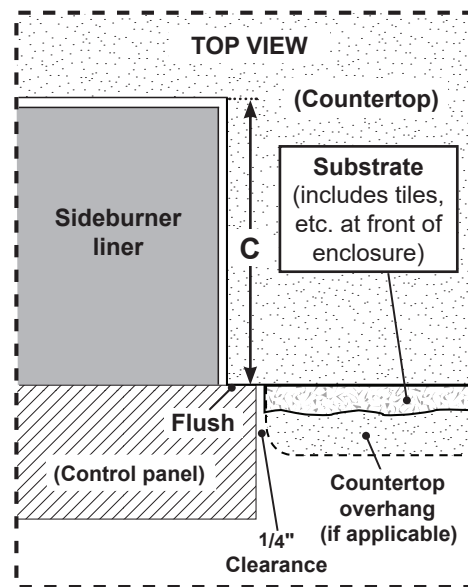 TOP VIEW
(Countertop)
Substrate
(includes tiles,
etc. at front of
enclosure)
Sideburner
liner
C
Flush
(Control panel)
1/4"
Clearance
Countertop
overhang
(if applicable)